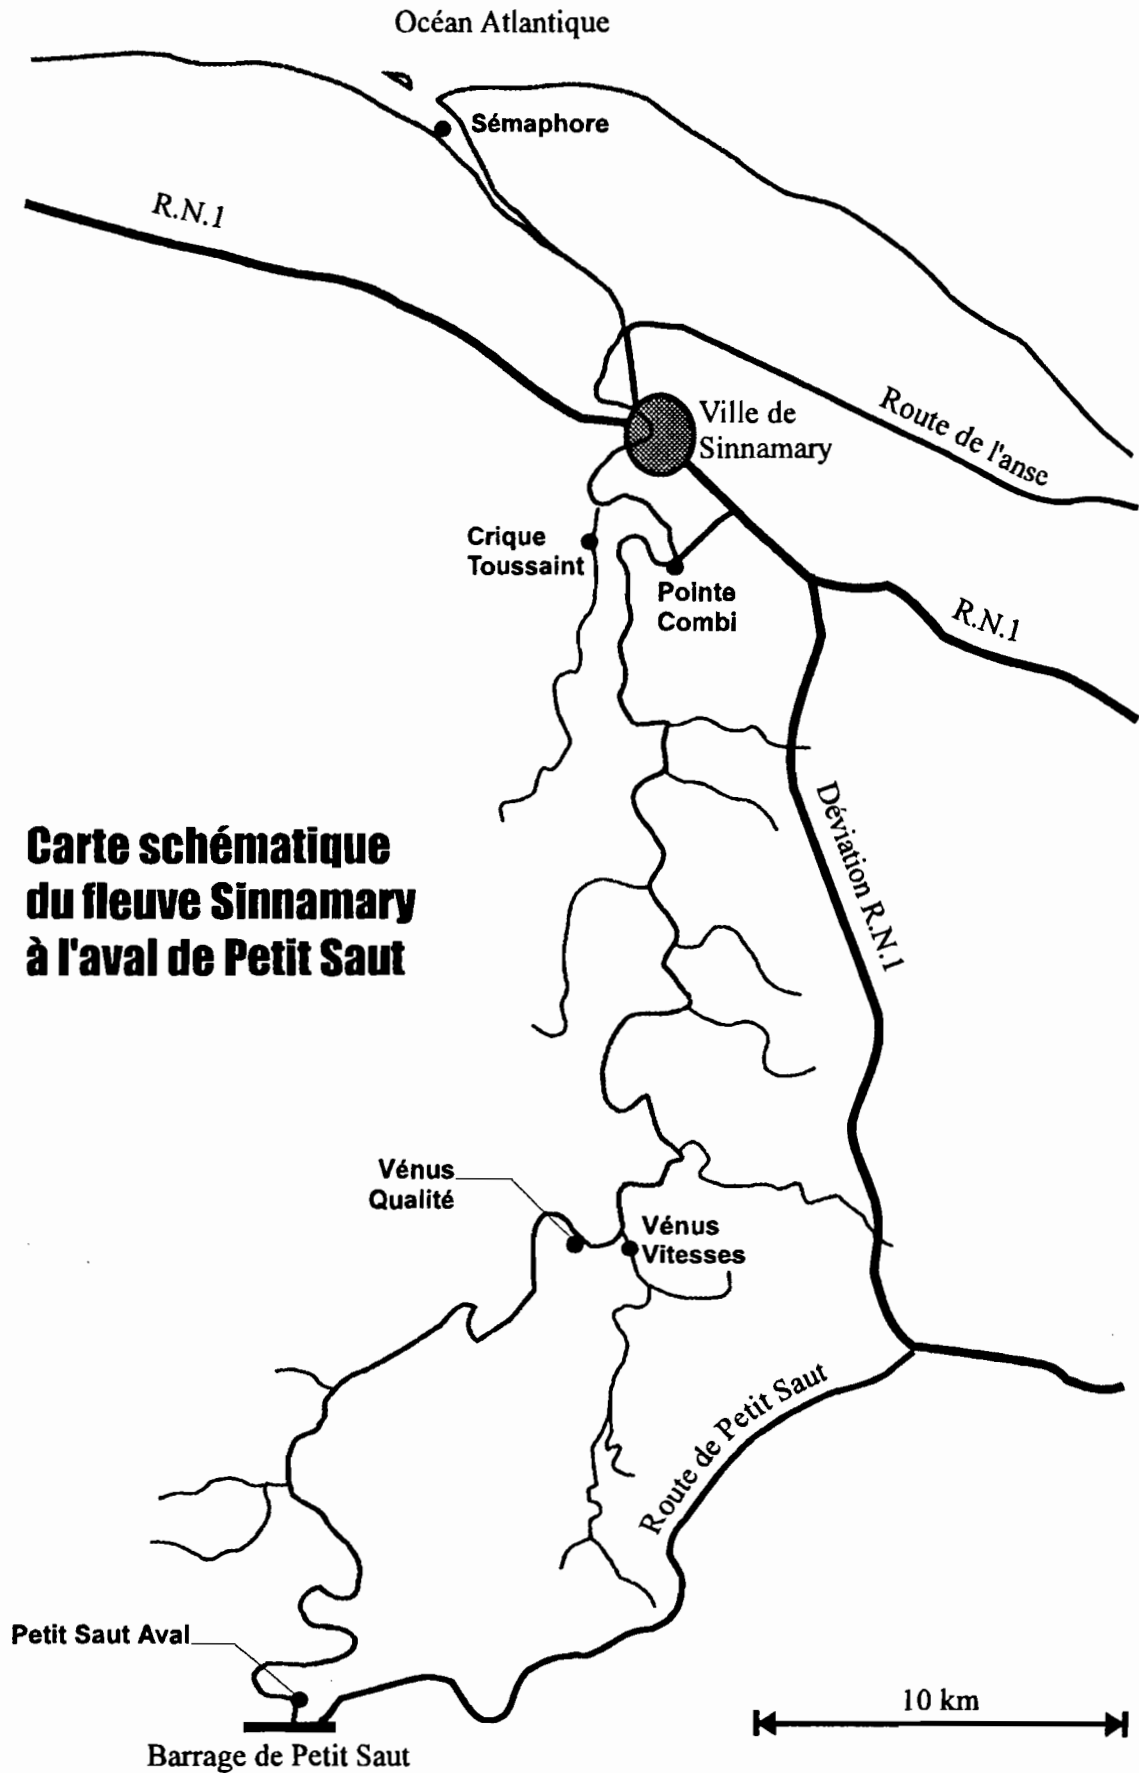 Océan Atlantique
Sémaphore
R.N.1
Ville de
Sinnamary
Route de l'anse
Crique
Toussaint
Pointe
Combi
R.N.1
Carte schématique
du fleuve Sinnamary
à l'aval de Petit Saut
Déviation R.N.1
Vénus
Qualité
Vénus
Vitesses
Route de Petit Saut
Petit Saut Aval
10 km
Barrage de Petit Saut